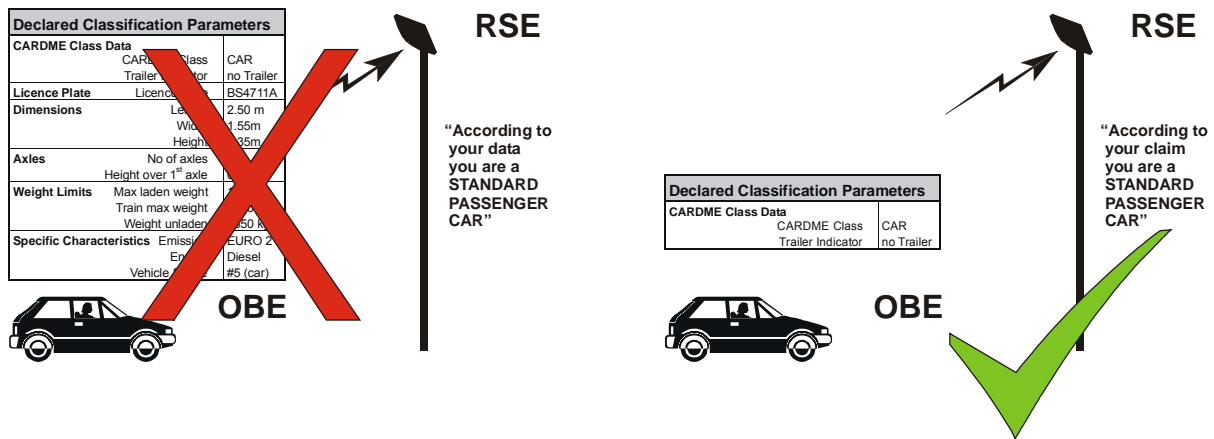 Declared Classification Parameters
CARDME Class Data
Class CAR
Trailer no Trailer
Licence Plate BS4711A
Dimensions 2.50 m
1.55m
Height
Axles No of axles
Height over 1st axle
Weight Limits Max laden weight
Train max weight
Weight unladen
Specific Characteristics EURO 2
Diesel
Vehicle #5 (car)
OBE
RSE
“According to
your data
you are a
STANDARD
PASSENGER
CAR”
Declared Classification Parameters
CARDME Class Data
CARDME Class CAR
Trailer Indicator no Trailer
OBE
RSE
“According to
your claim
you are a
STANDARD
PASSENGER
CAR”